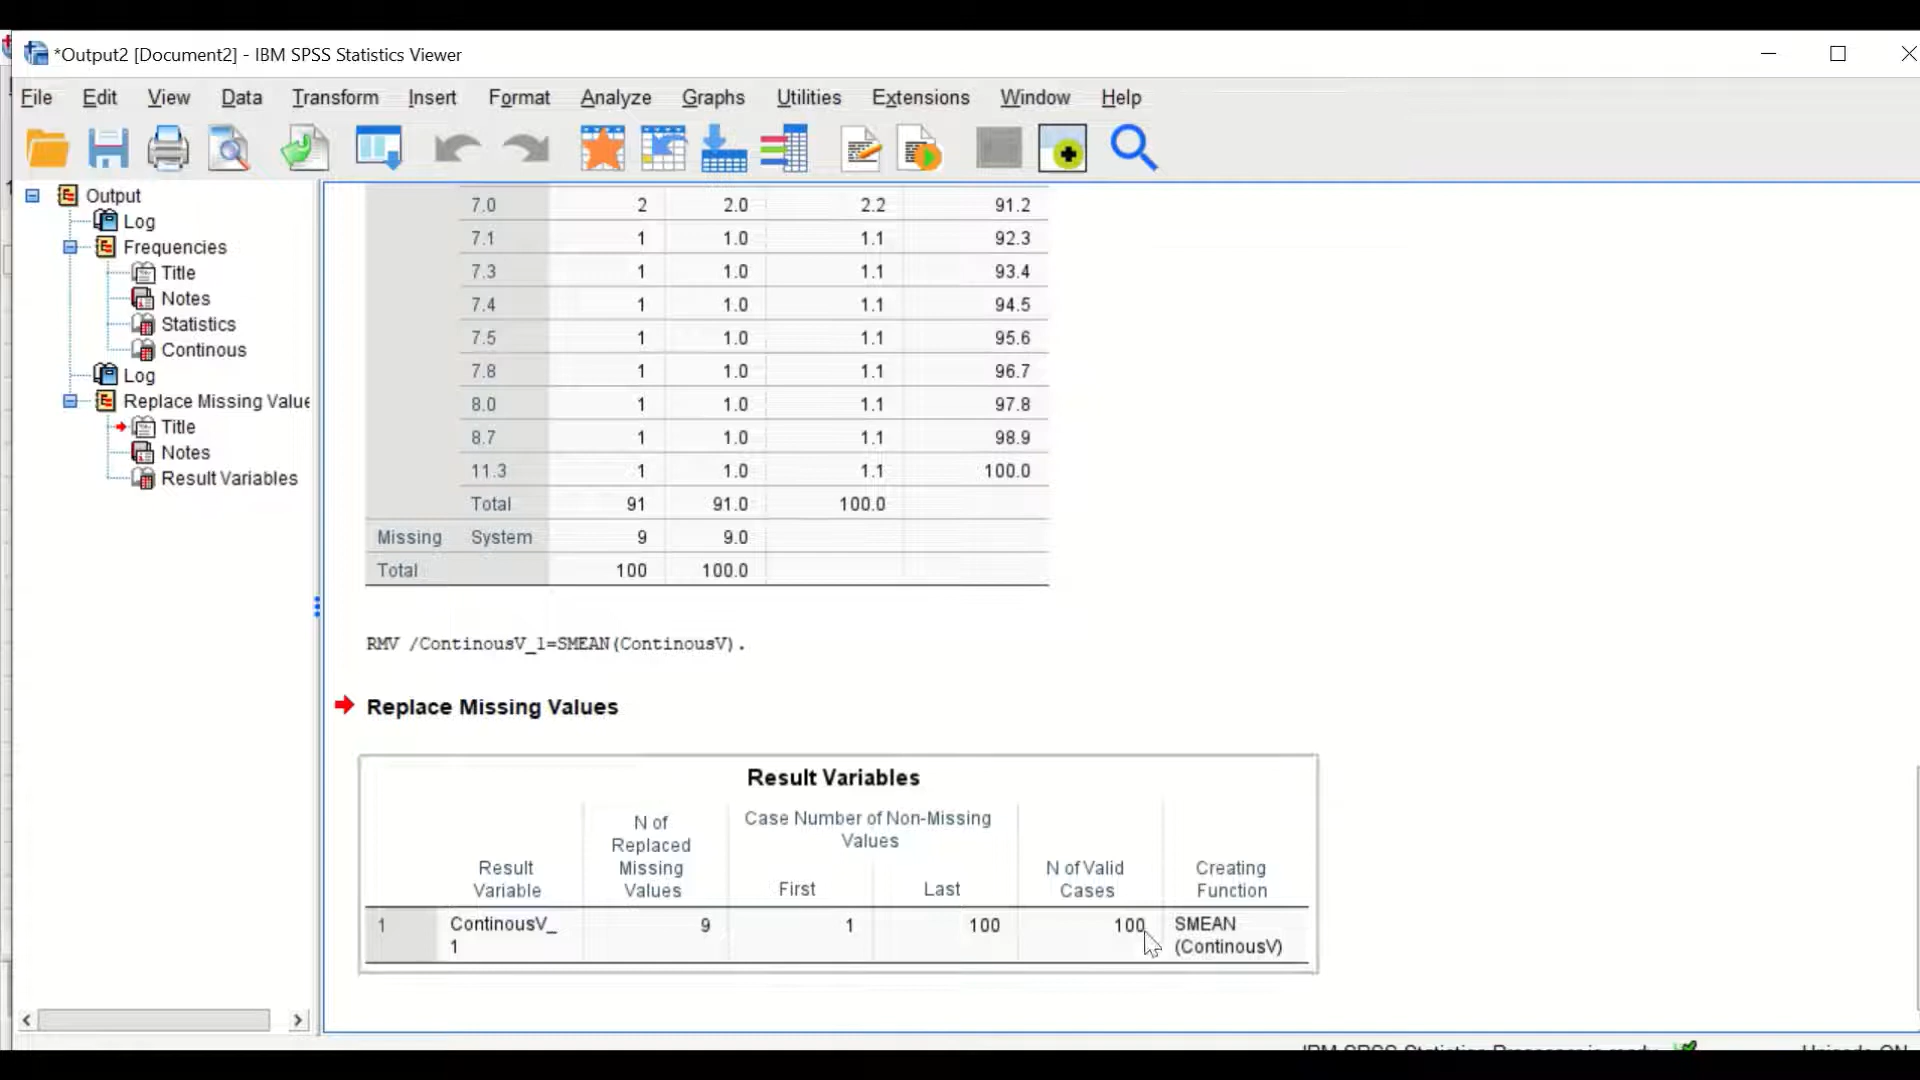 *Output2 [Document2] - IBM SPSS Statistics Viewer
File Edit View Data Transform Insert Format Analyze Graphs Utilities Extensions Window Help
Output
Log
Frequencies
Title
Notes
Statistics
Continous
Log
Replace Missing Value
Title
Notes
Result Variables
7.0 2 2.0 2.2 91.2
7.1 1 1.0 1.1 92.3
7.3 1 1.0 1.1 93.4
7.4 1 1.0 1.1 94.5
7.5 1 1.0 1.1 95.6
7.8 1 1.0 1.1 96.7
8.0 1 1.0 1.1 97.8
8.7 1 1.0 1.1 98.9
11.3 1 1.0 1.1 100.0
Total 91 91.0 100.0
Missing System 9 9.0
Total 100 100.0
RMV /ContinousV_1=SMEAN(ContinousV).
Replace Missing Values
Result Variables
Result
Variable
N of
Replaced
Missing
Values
Case Number of Non-Missing
Values
First Last
N of Valid
Cases
Creating
Function
1 ContinousV_ 9 1 100 100 SMEAN
1 (ContinousV)